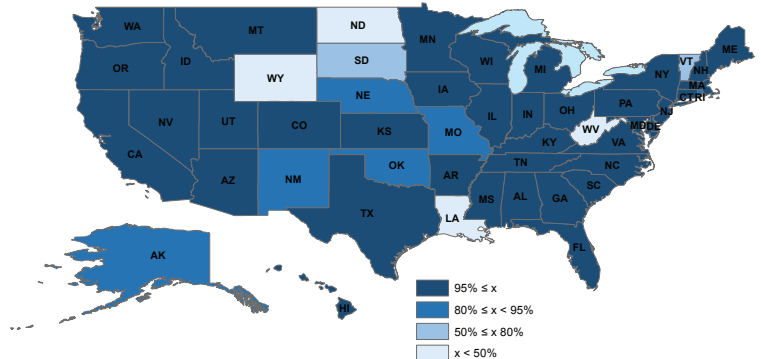 WA
MT
ND
MN
ME
OR
ID
SD
WI
MI
NY
VT
NH
WY
NE
IA
MA
CT RI
NV
UT
CO
KS
MO
IL
IN
OH
PA
NJ
MD DE
CA
KY
WV
VA
AZ
NM
OK
AR
TN
NC
SC
TX
LA
MS
AL
GA
FL
AK
HI
95% ≤ x
80% ≤ x < 95%
50% ≤ x 80%
x < 50%